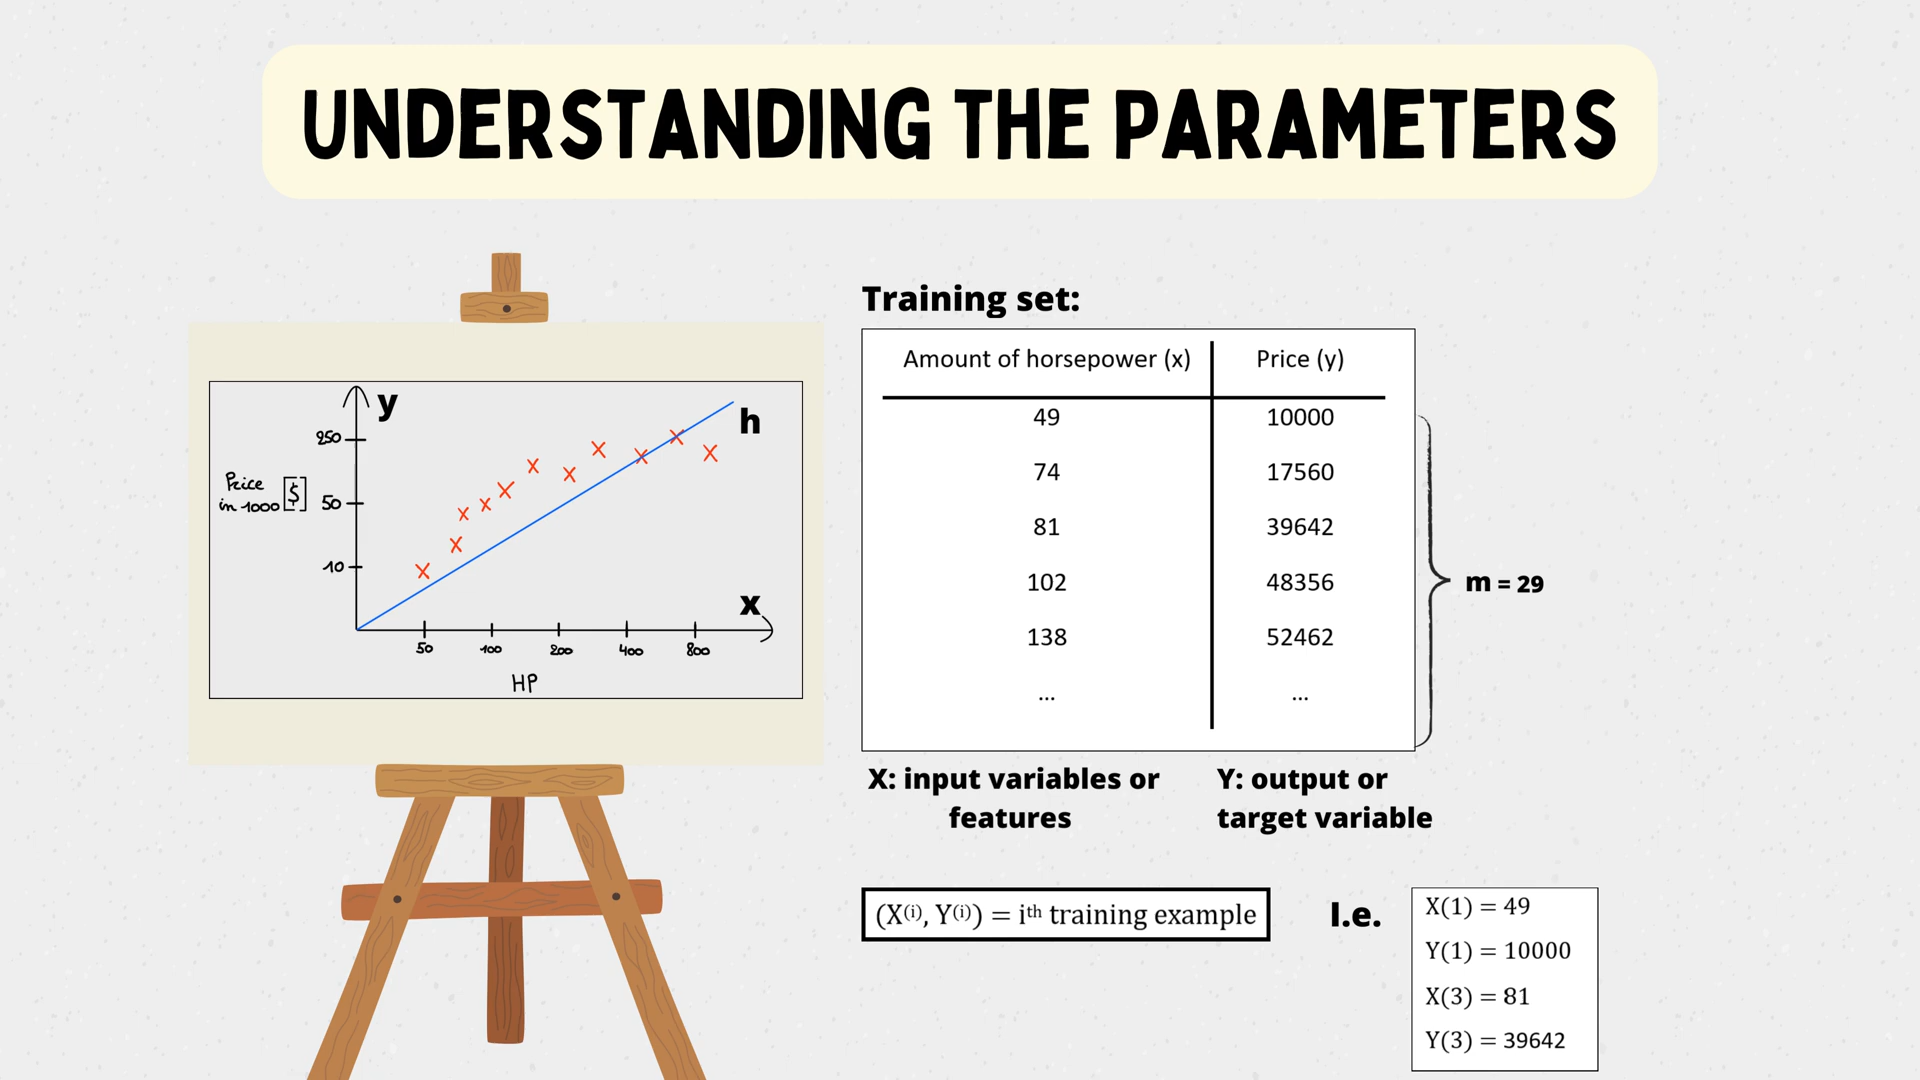 UNDERSTANDING THE PARAMETERS
y
h
250
Price
in 1000 [$]
50
10
x
50 100 200 400 800
HP
Training set:
Amount of horsepower (x) Price (y)
49 10000
74 17560
81 39642
102 48356
138 52462
... ...
m = 29
X: input variables or
features
Y: output or
target variable
(X⁽ⁱ⁾, Y⁽ⁱ⁾) = iᵗʰ training example
I.e.
X(1) = 49
Y(1) = 10000
X(3) = 81
Y(3) = 39642